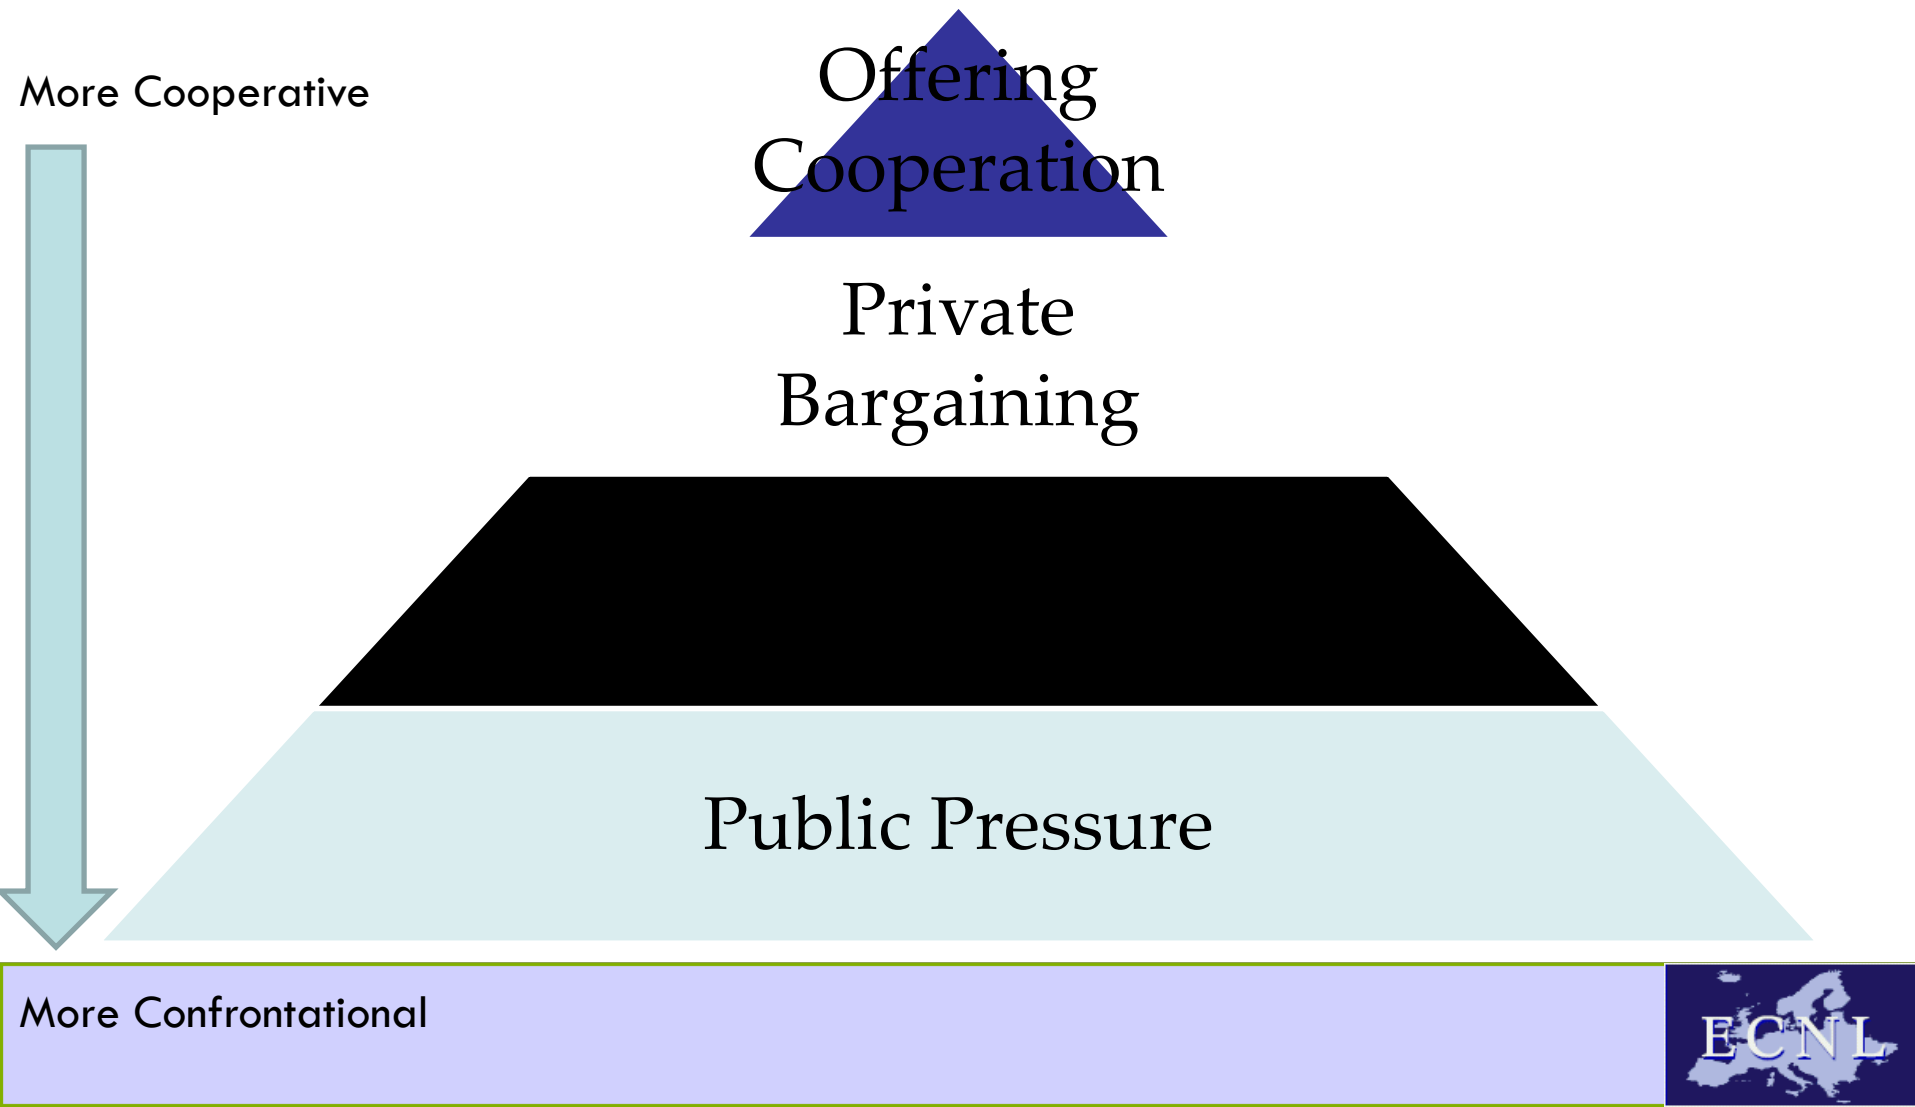 More Cooperative
Offering
Cooperation
Private
Bargaining
Public Pressure
More Confrontational
ECNL